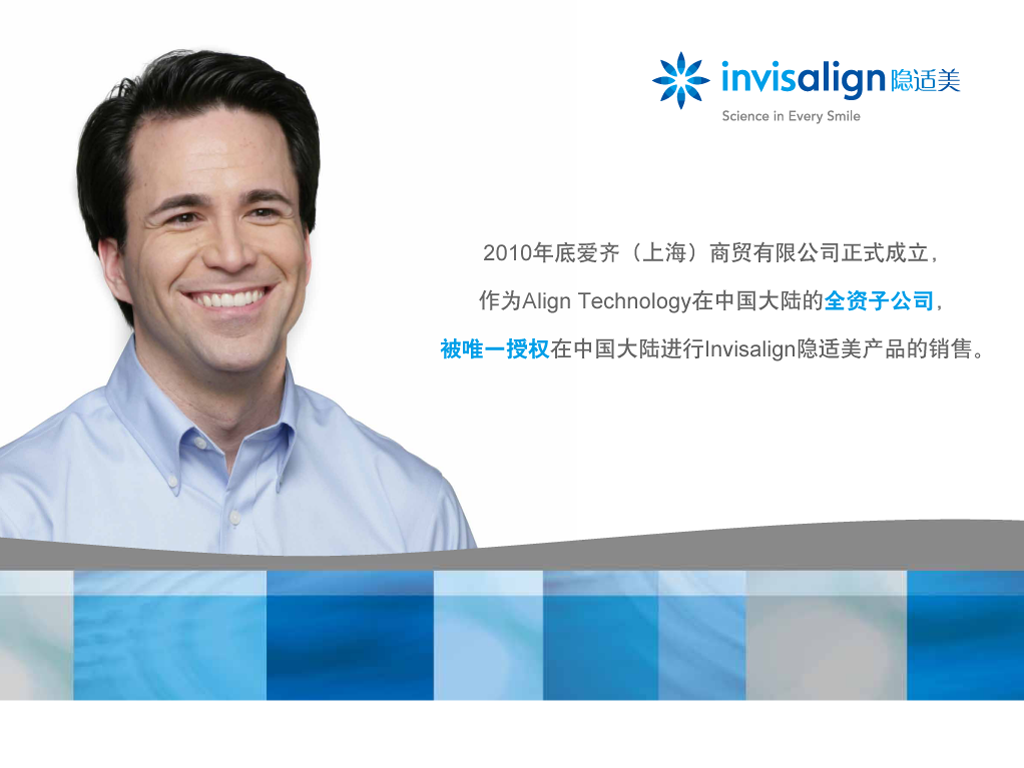 invisalign隐适美
Science in Every Smile
2010年底爱齐（上海）商贸有限公司正式成立，
作为Align Technology在中国大陆的全资子公司，
被唯一授权在中国大陆进行Invisalign隐适美产品的销售。